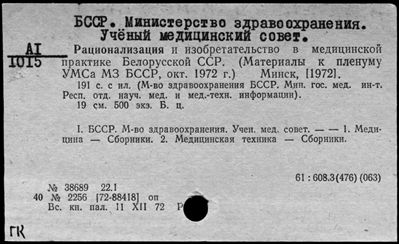 БССР. Министерство здравоохранения.
Учёный медицинский совет.
АI
1015
Рационализация и изобретательство в медицинской
практике Белорусской ССР. (Материалы к пленуму
УМСа МЗ БССР, окт. 1972 г.) Минск, [1972].
191 с. с ил. (М-во здравоохранения БССР. Мин. гос. мед. ин-т.
Респ. отд. науч. мед. и мед.-техн. информации).
19 см. 500 экз. Б. ц.
I. БССР. М-во здравоохранения. Учен. мед. совет. — — 1. Меди-
цина — Сборники. 2. Медицинская техника — Сборники.
61 : 608.3(476) (063)
№ 38689 22.1
40 № 2256 [72-88418] оп
Вс. кн. пал. 11 XII 72 Р
ГК